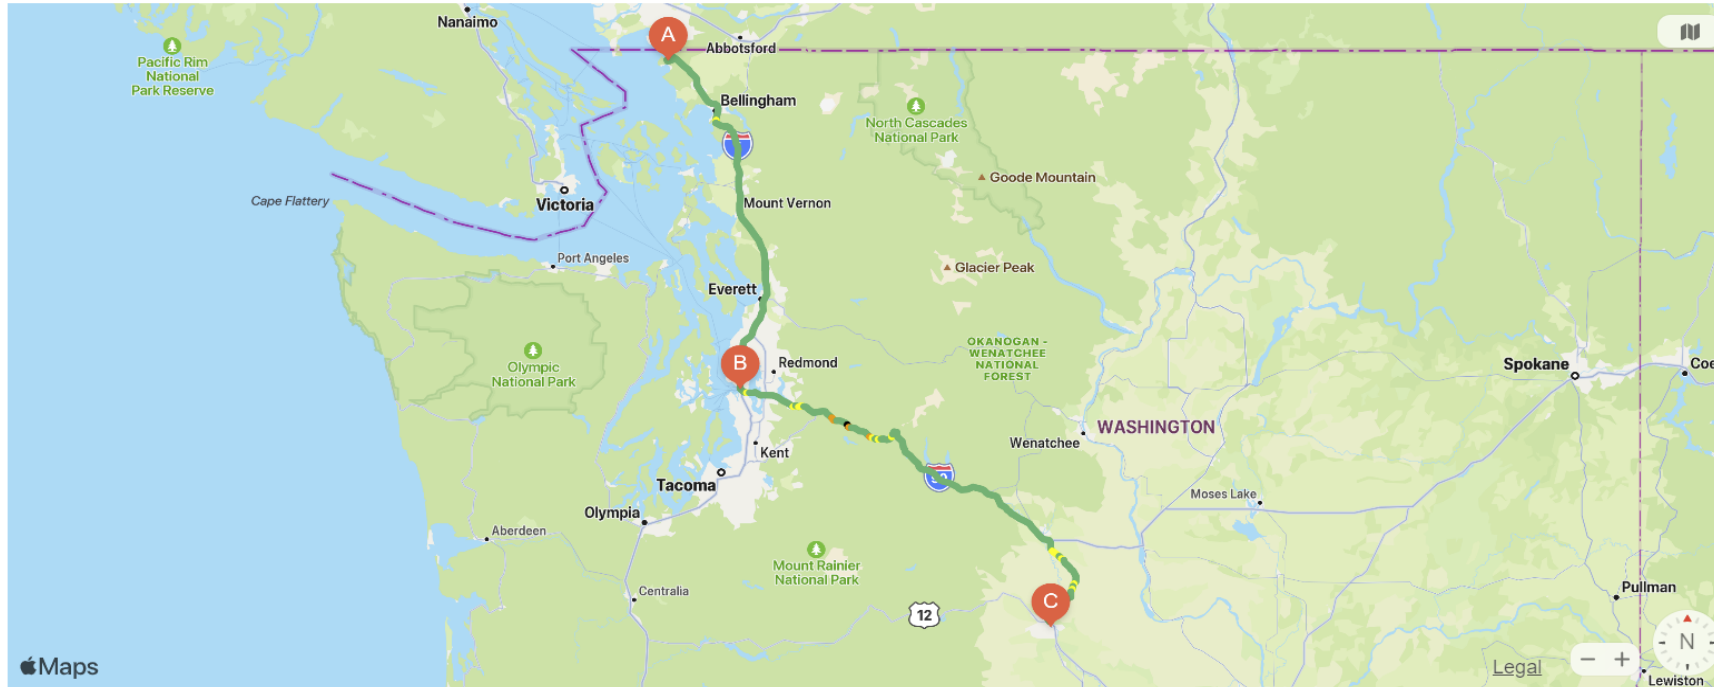 Nanaimo
A
Abbotsford
Pacific Rim
National
Park Reserve
Bellingham
North Cascades
National Park
Goode Mountain
Cape Flattery
Victoria
Mount Vernon
Port Angeles
Glacier Peak
Everett
OKANOGAN -
WENATCHEE
NATIONAL
FOREST
B
Redmond
Olympic
National Park
Spokane
Coe
WASHINGTON
Wenatchee
Kent
Tacoma
90
Moses Lake
Olympia
Aberdeen
Mount Rainier
National Park
Centralia
C
Pullman
12
N
Maps
Legal
− +
Lewiston